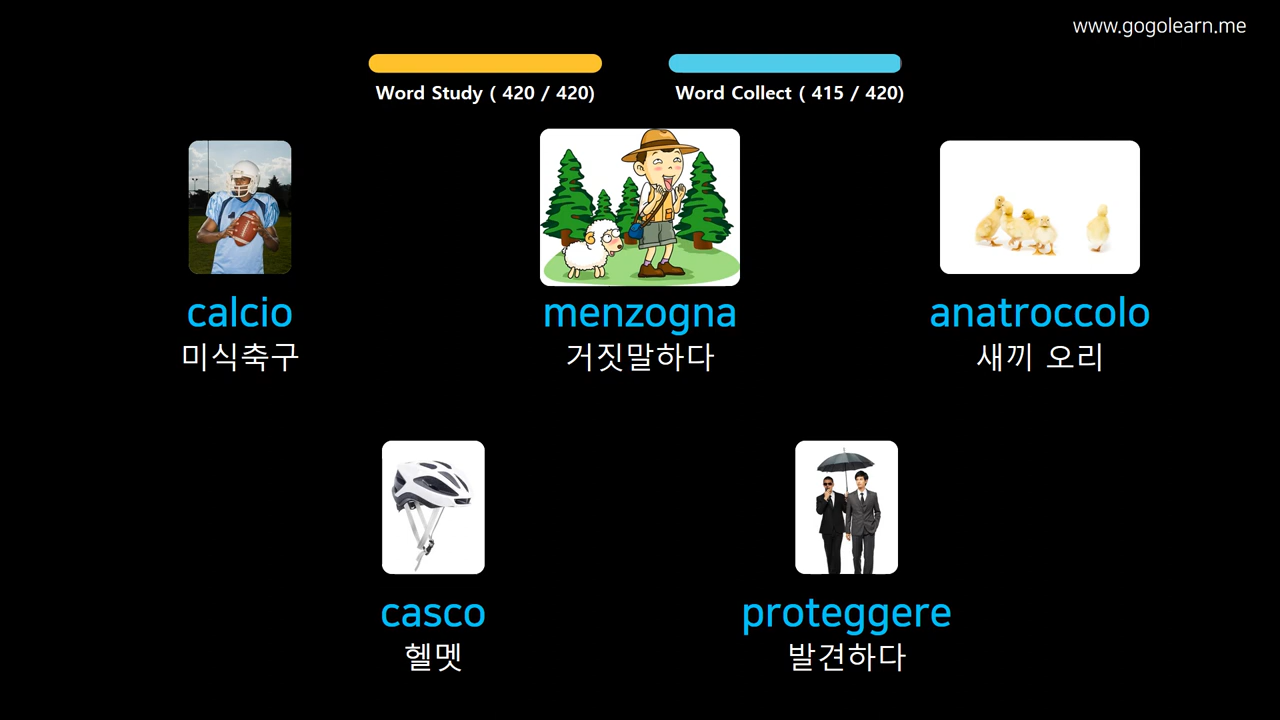 www.gogolearn.me
Word Study ( 420 / 420)
Word Collect ( 415 / 420)
calcio
미식축구
menzogna
거짓말하다
anatroccolo
새끼 오리
casco
헬멧
proteggere
발견하다